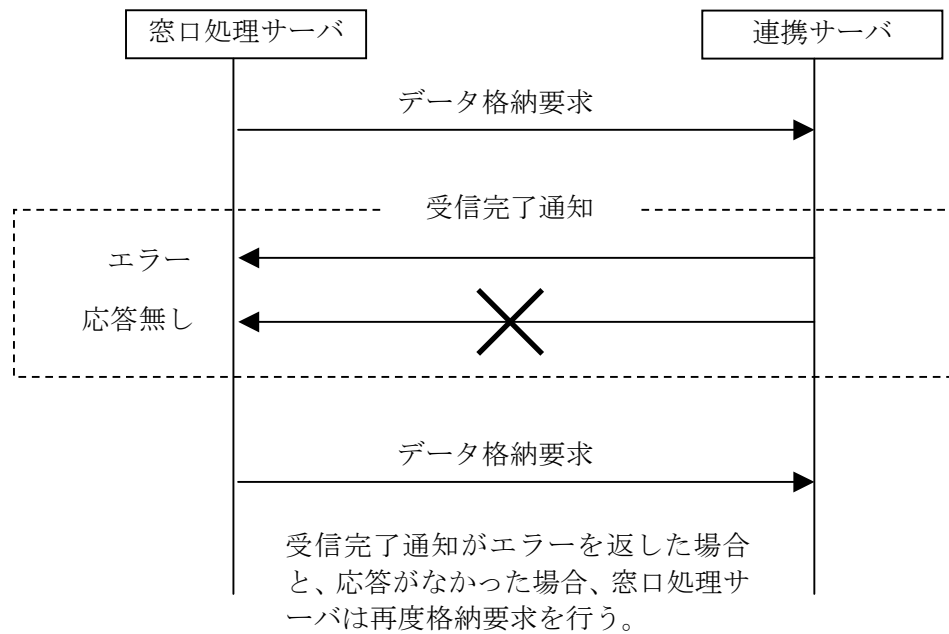 窓口処理サーバ
連携サーバ
データ格納要求
受信完了通知
エラー
応答無し
データ格納要求
受信完了通知がエラーを返した場合
と、応答がなかった場合、窓口処理サ
ーバは再度格納要求を行う。